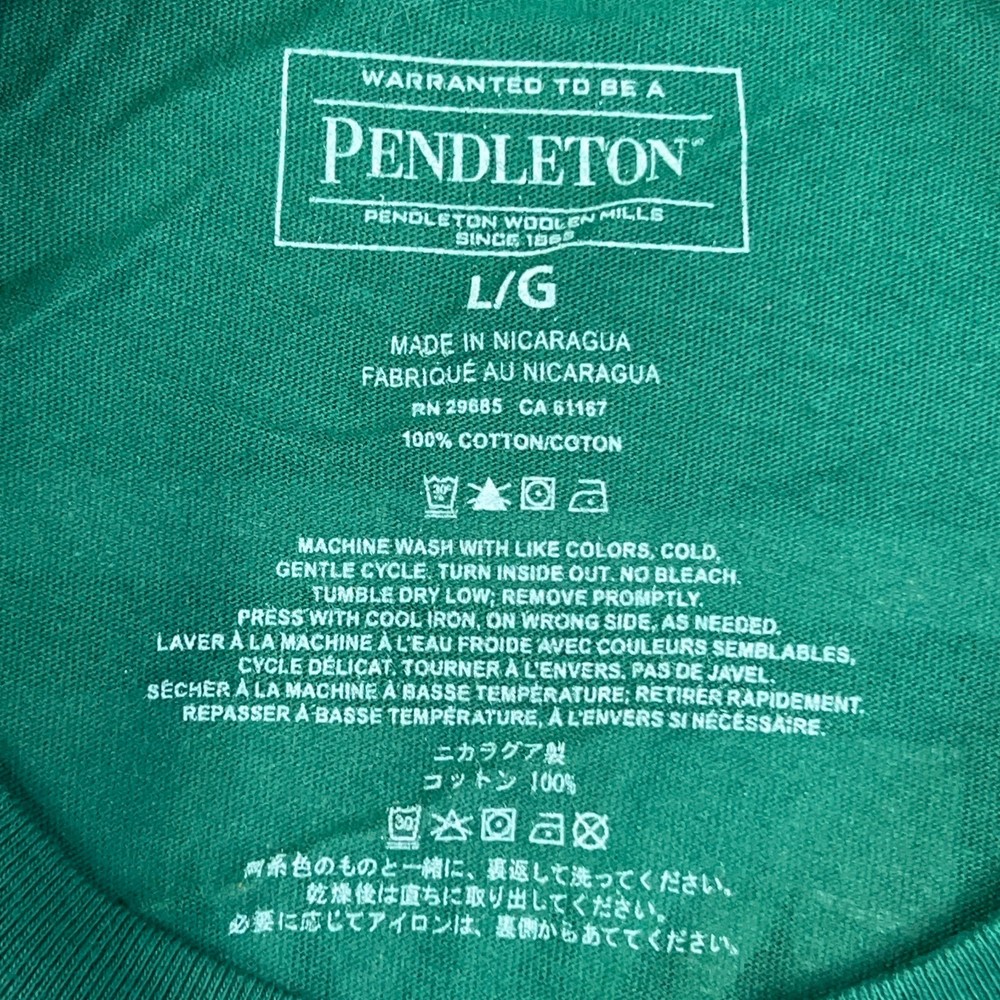 WARRANTED TO BE A
PENDLETON
PENDLETON WOOLEN MILLS
SINCE 1863
L/G
MADE IN NICARAGUA
FABRIQUÉ AU NICARAGUA
RN 29685 CA 61167
100% COTTON/COTON
30°
MACHINE WASH WITH LIKE COLORS, COLD,
GENTLE CYCLE. TURN INSIDE OUT. NO BLEACH.
TUMBLE DRY LOW; REMOVE PROMPTLY.
PRESS WITH COOL IRON, ON WRONG SIDE, AS NEEDED.
LAVER À LA MACHINE À L'EAU FROIDE AVEC COULEURS SEMBLABLES,
CYCLE DÉLICAT. TOURNER À L'ENVERS. PAS DE JAVEL.
SÉCHER À LA MACHINE À BASSE TEMPÉRATURE; RETIRER RAPIDEMENT.
REPASSER À BASSE TEMPÉRATURE, À L'ENVERS SI NÉCESSAIRE.
ニカラグア製
コットン 100%
30
同系色のものと一緒に、裏返して洗ってください。
乾燥後は直ちに取り出してください。
必要に応じてアイロンは、裏側からあててください。